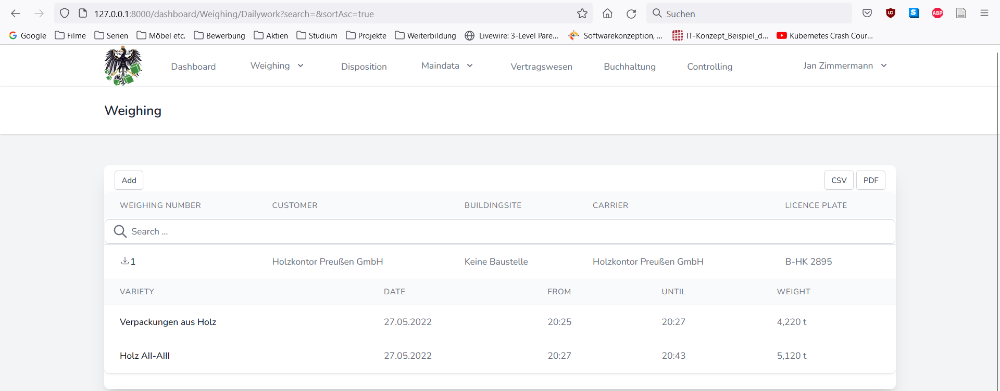 127.0.0.1:8000/dashboard/Weighing/Dailywork?search=&sortAsc=true Suchen
Google Filme Serien Möbel etc. Bewerbung Aktien Studium Projekte Weiterbildung Livewire: 3-Level Pare... Softwarekonzeption, ... IT-Konzept_Beispiel_d... Kubernetes Crash Cour...
Dashboard Weighing Disposition Maindata Vertragswesen Buchhaltung Controlling Jan Zimmermann
Weighing
Add CSV PDF
WEIGHING NUMBER CUSTOMER BUILDINGSITE CARRIER LICENCE PLATE
Search ...
1 Holzkontor Preußen GmbH Keine Baustelle Holzkontor Preußen GmbH B-HK 2895
VARIETY DATE FROM UNTIL WEIGHT
Verpackungen aus Holz 27.05.2022 20:25 20:27 4,220 t
Holz AII-AIII 27.05.2022 20:27 20:43 5,120 t